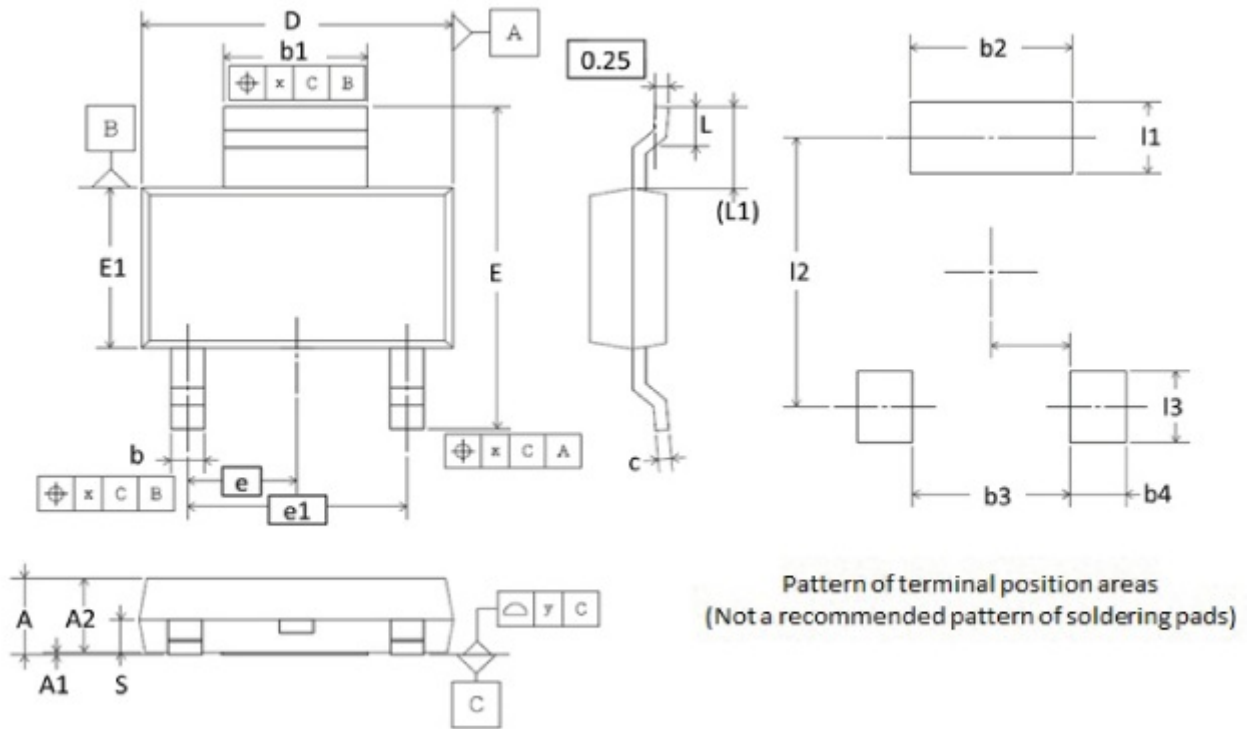 D
A
b1
⌖ x C B
B
E1
E
b
⌖ x C B
e
e1
⌖ x C A
0.25
L
(L1)
c
b2
l1
l2
l3
b3
b4
A
A2
A1
S
⌓ y C
C
Pattern of terminal position areas
(Not a recommended pattern of soldering pads)